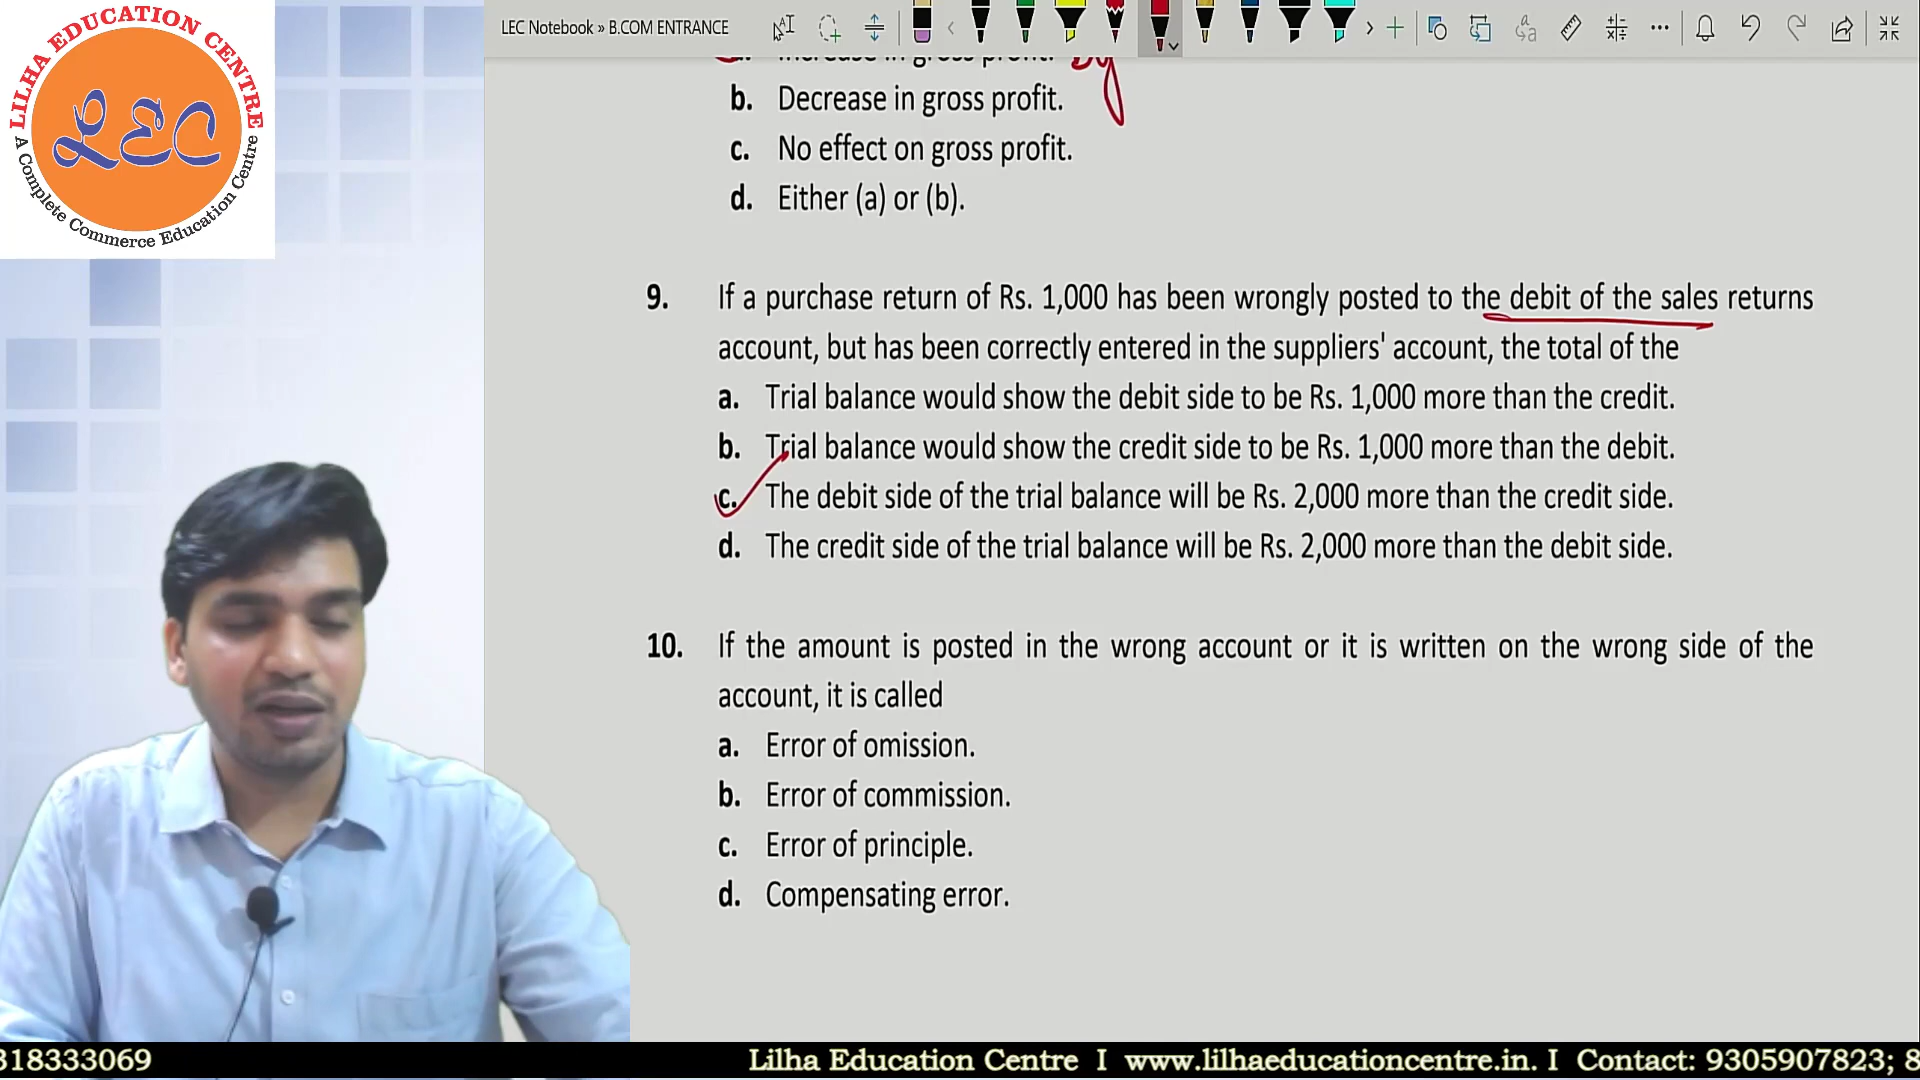 LILHA EDUCATION CENTRE
LEC
A Complete Commerce Education Centre
LEC Notebook » B.COM ENTRANCE
Increase in gross profit.
b. Decrease in gross profit.
c. No effect on gross profit.
d. Either (a) or (b).
9. If a purchase return of Rs. 1,000 has been wrongly posted to the debit of the sales returns
account, but has been correctly entered in the suppliers' account, the total of the
a. Trial balance would show the debit side to be Rs. 1,000 more than the credit.
b. Trial balance would show the credit side to be Rs. 1,000 more than the debit.
c. The debit side of the trial balance will be Rs. 2,000 more than the credit side.
d. The credit side of the trial balance will be Rs. 2,000 more than the debit side.
10. If the amount is posted in the wrong account or it is written on the wrong side of the
account, it is called
a. Error of omission.
b. Error of commission.
c. Error of principle.
d. Compensating error.
318333069 Lilha Education Centre I www.lilhaeducationcentre.in. I Contact: 9305907823; 8